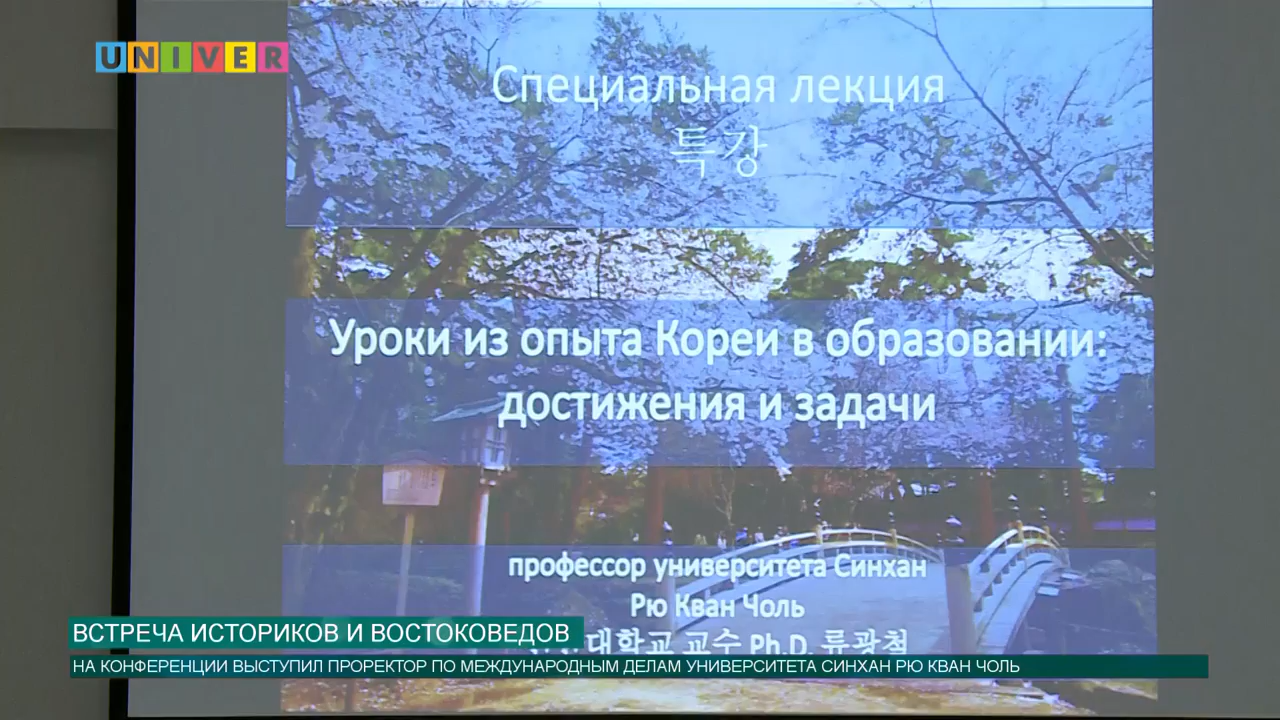 UNIVER
Специальная лекция
특강
Уроки из опыта Кореи в образовании:
достижения и задачи
профессор университета Синхан
Рю Кван Чоль
대학교 교수 Ph.D. 류광철
ВСТРЕЧА ИСТОРИКОВ И ВОСТОКОВЕДОВ
НА КОНФЕРЕНЦИИ ВЫСТУПИЛ ПРОРЕКТОР ПО МЕЖДУНАРОДНЫМ ДЕЛАМ УНИВЕРСИТЕТА СИНХАН РЮ КВАН ЧОЛЬ